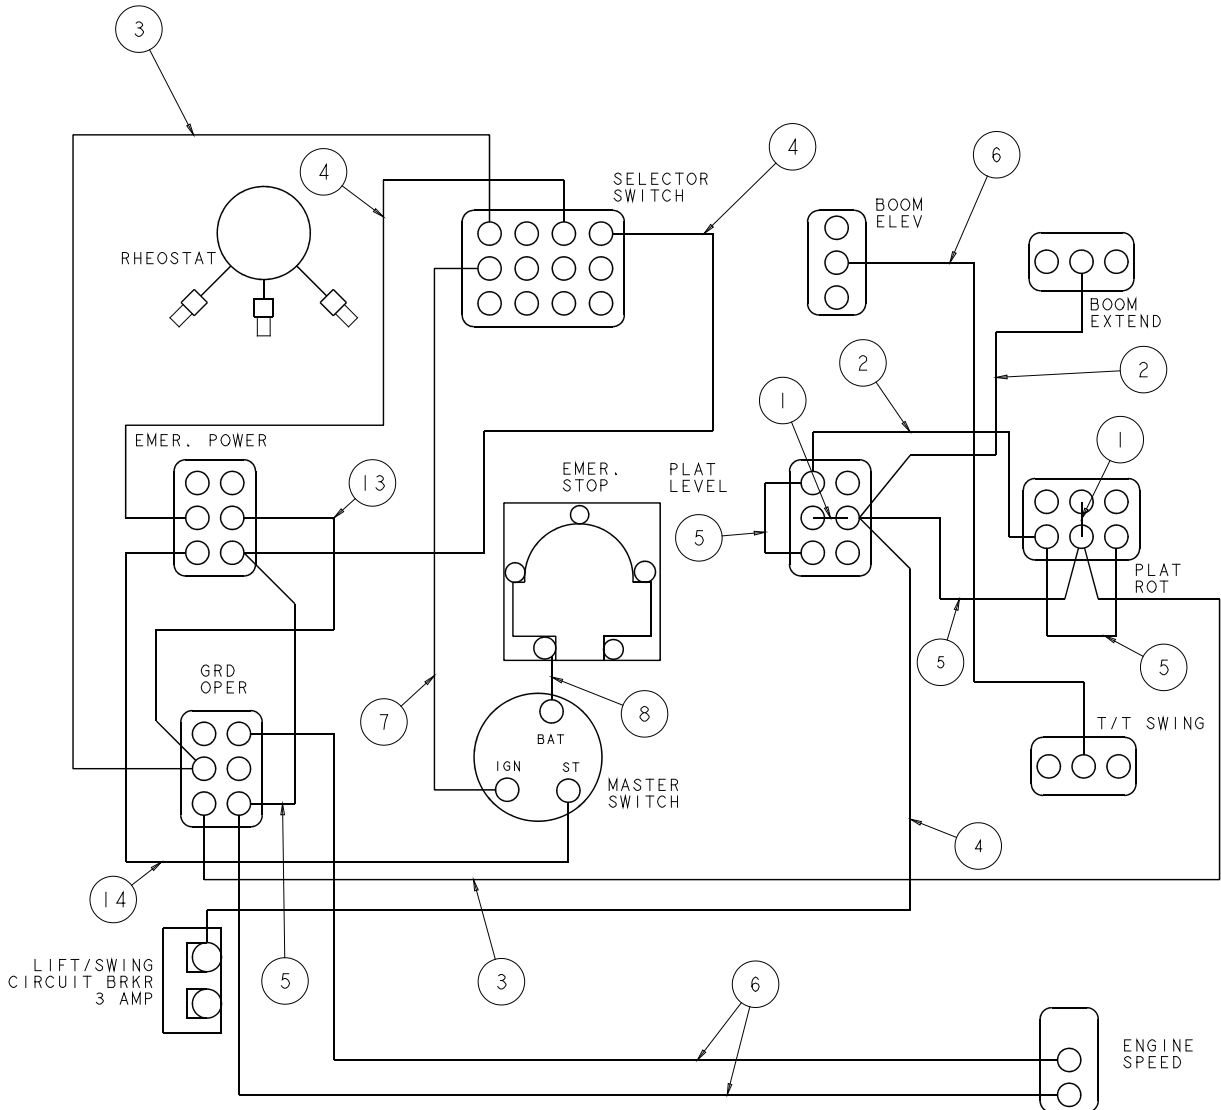 3
4
4
6
SELECTOR
SWITCH
BOOM
ELEV
RHEOSTAT
BOOM
EXTEND
2
2
1
1
EMER. POWER
EMER.
STOP
PLAT
LEVEL
13
5
PLAT
ROT
5
5
GRD
OPER
7
8
T/T SWING
BAT
IGN
ST
MASTER
SWITCH
4
14
LIFT/SWING
CIRCUIT BRKR
3 AMP
5
3
6
ENGINE
SPEED